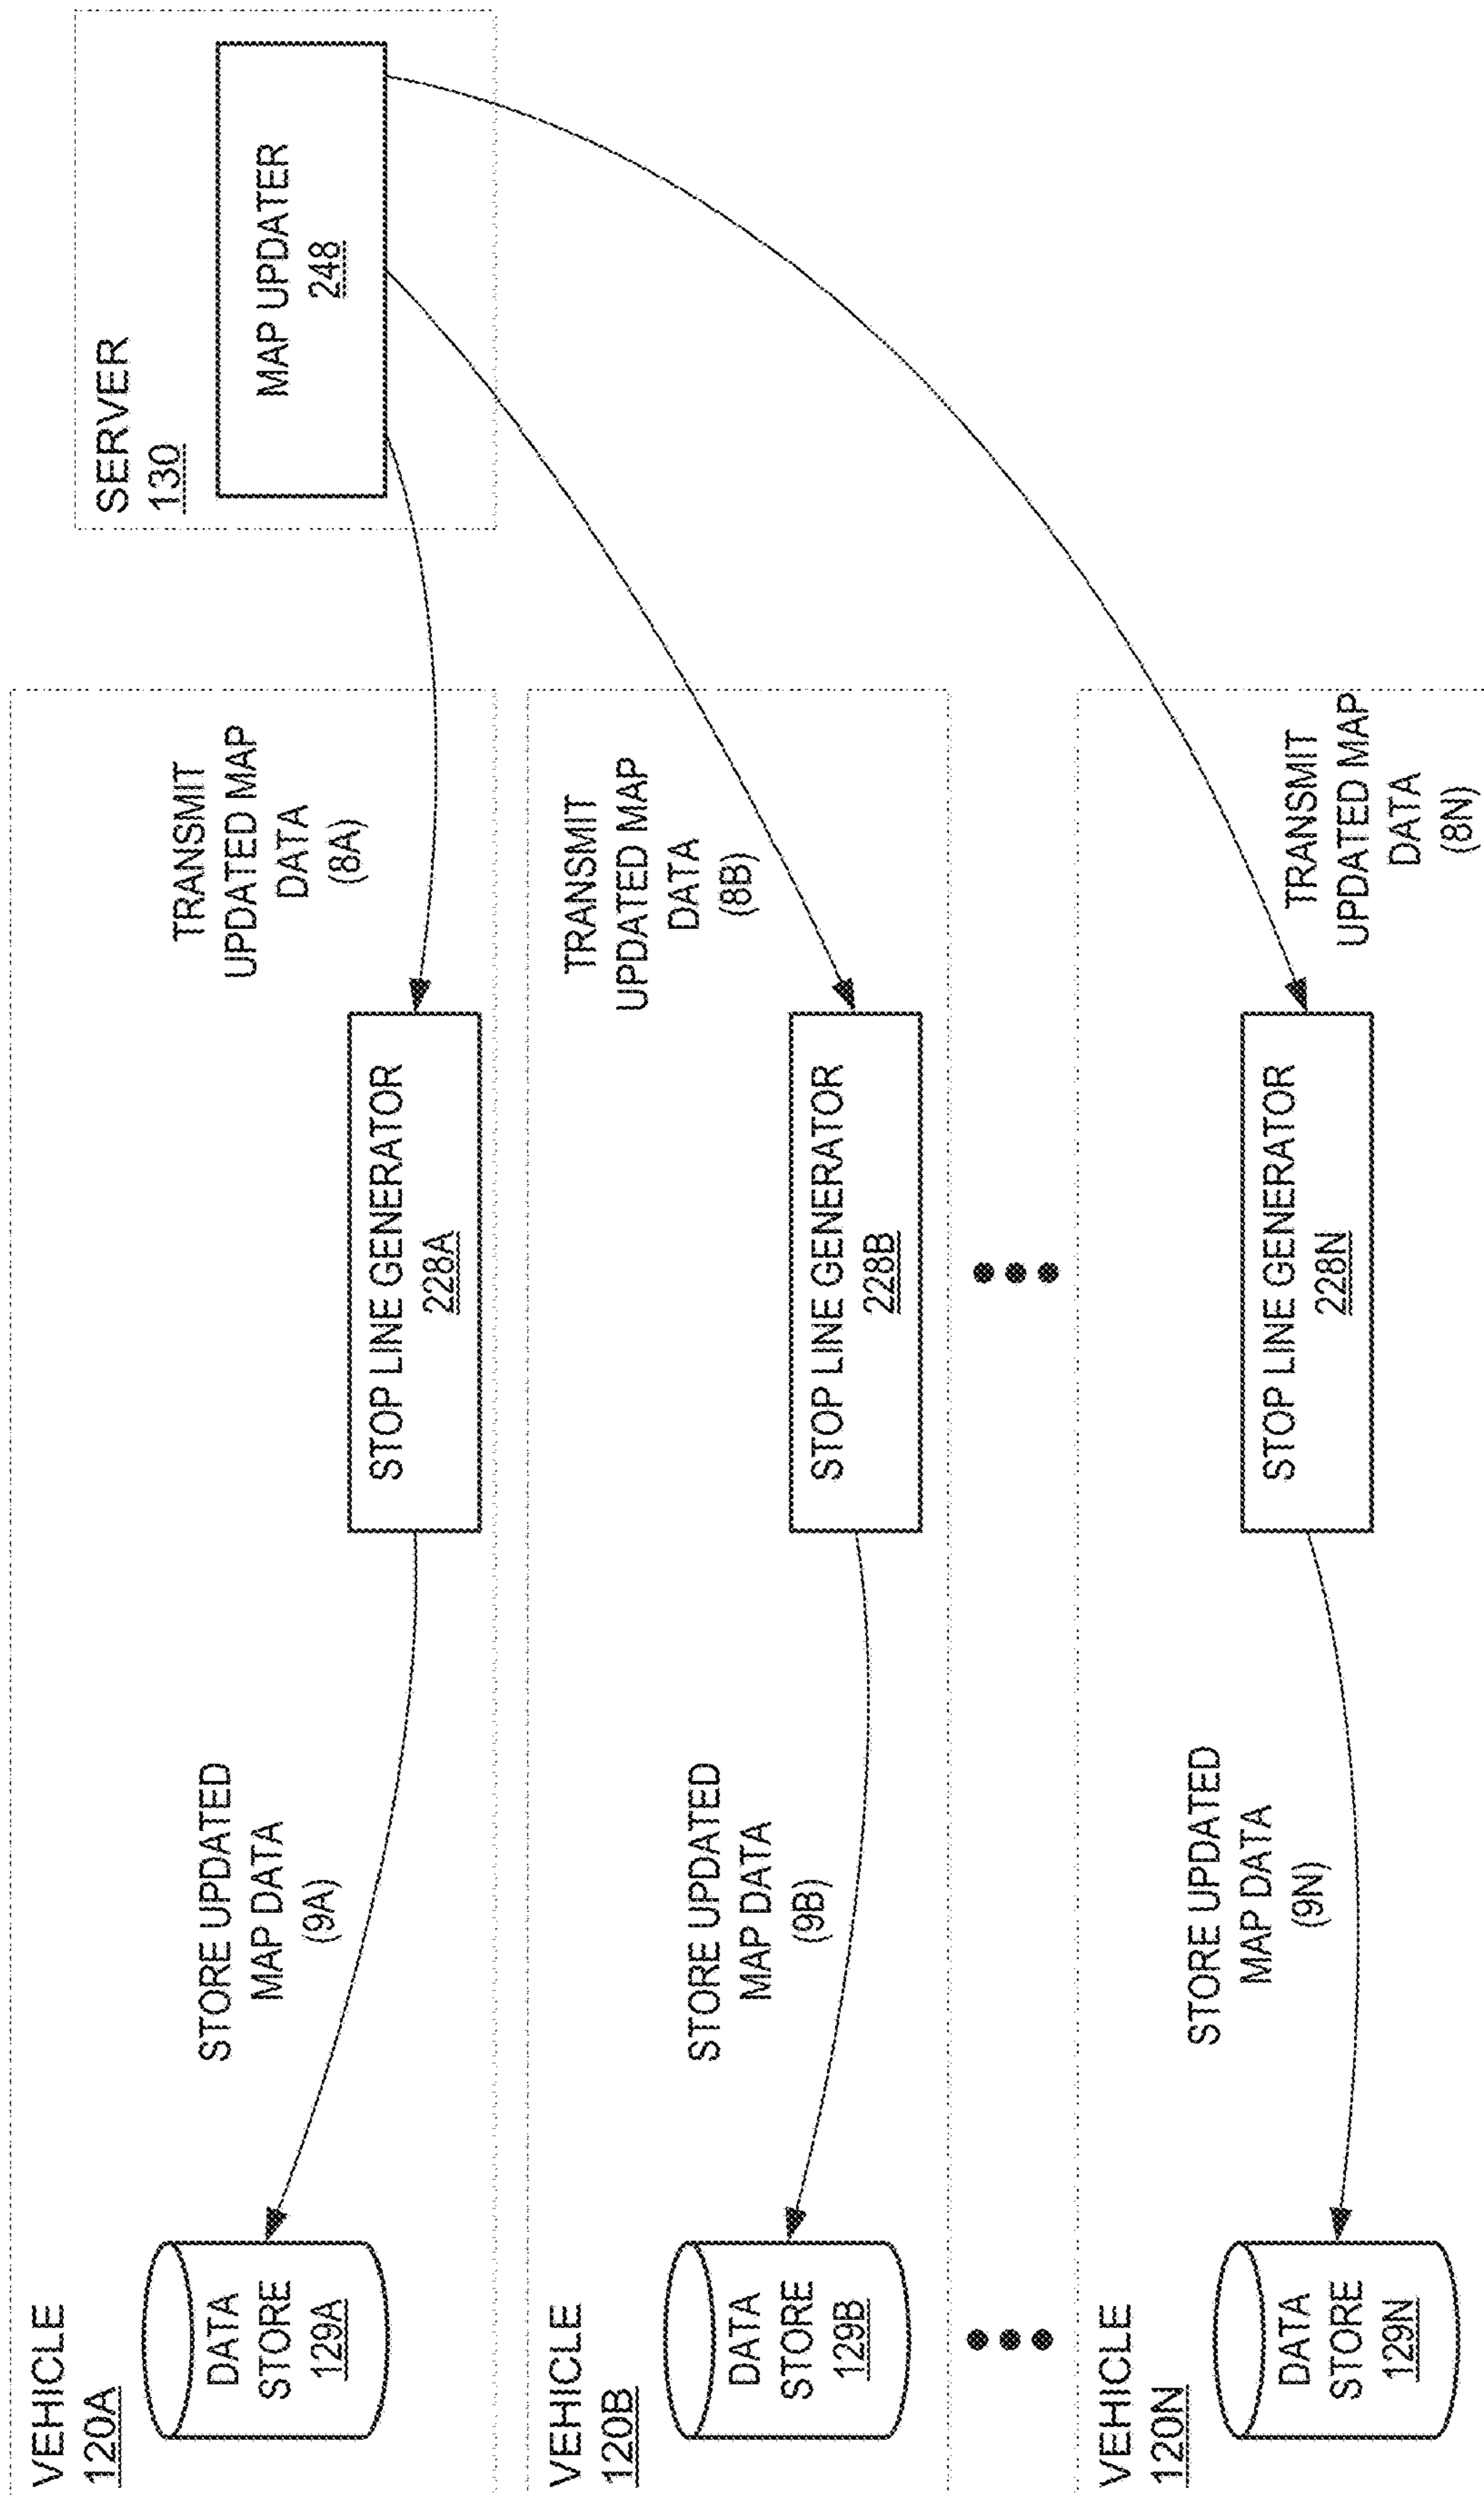 VEHICLE
120A
DATA
STORE
129A
STORE UPDATED
MAP DATA
(9A)
STOP LINE GENERATOR
228A
TRANSMIT
UPDATED MAP
DATA
(8A)
SERVER
130
MAP UPDATER
248
VEHICLE
120B
DATA
STORE
129B
STORE UPDATED
MAP DATA
(9B)
STOP LINE GENERATOR
228B
TRANSMIT
UPDATED MAP
DATA
(8B)
VEHICLE
120N
DATA
STORE
129N
STORE UPDATED
MAP DATA
(9N)
STOP LINE GENERATOR
228N
TRANSMIT
UPDATED MAP
DATA
(8N)